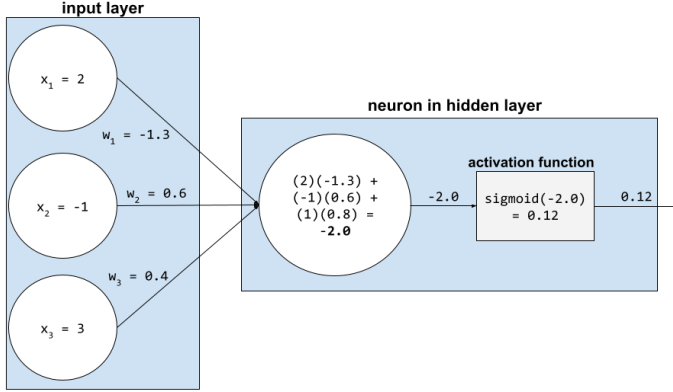 input layer
x₁ = 2
w₁ = -1.3
x₂ = -1
w₂ = 0.6
w₃ = 0.4
x₃ = 3
neuron in hidden layer
(2)(-1.3) +
(-1)(0.6) +
(1)(0.8) =
-2.0
-2.0
activation function
sigmoid(-2.0)
= 0.12
0.12